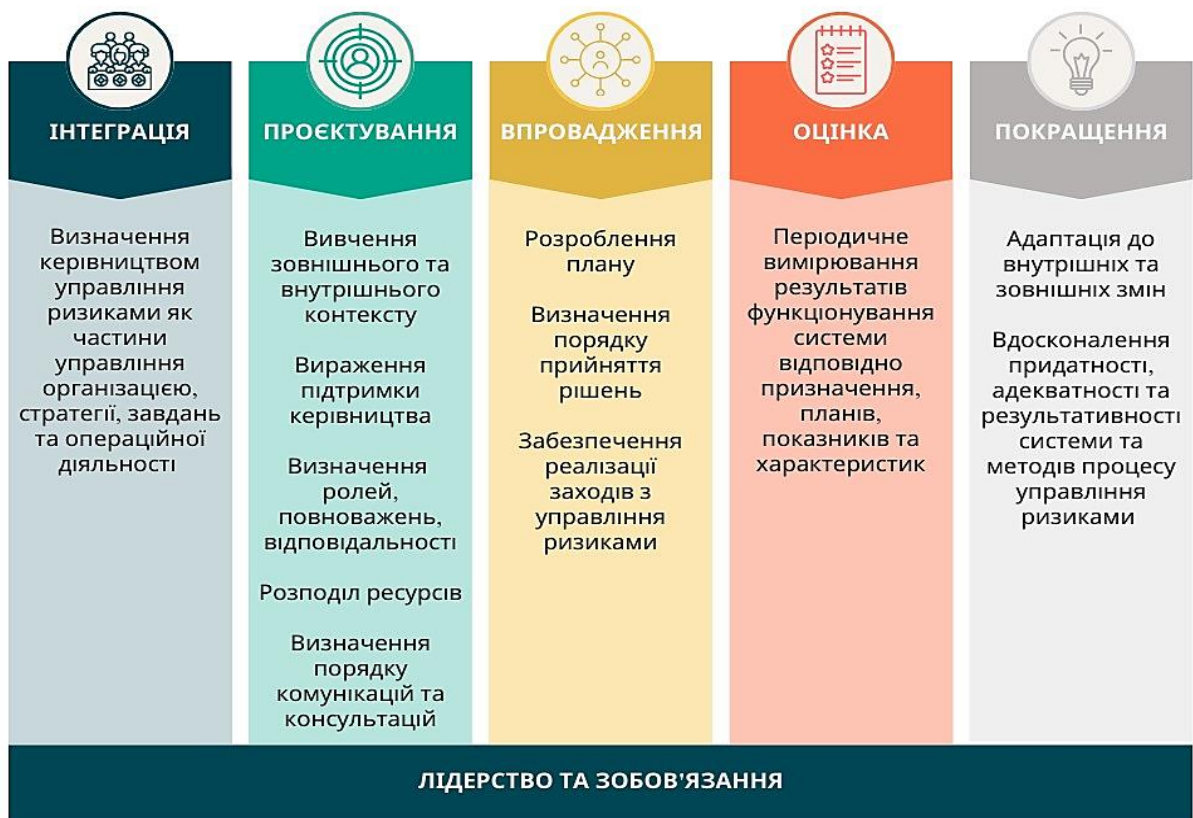 ІНТЕГРАЦІЯ
Визначення
керівництвом
управління
ризиками як
частини
управління
організацією,
стратегії, завдань
та операційної
діяльності
ПРОЄКТУВАННЯ
Вивчення
зовнішнього та
внутрішнього
контексту
Вираження
підтримки
керівництва
Визначення
ролей,
повноважень,
відповідальності
Розподіл ресурсів
Визначення
порядку
комунікацій та
консультацій
ВПРОВАДЖЕННЯ
Розроблення
плану
Визначення
порядку
прийняття
рішень
Забезпечення
реалізації
заходів з
управління
ризиками
ОЦІНКА
Періодичне
вимірювання
результатів
функціонування
системи
відповідно
призначення,
планів,
показників та
характеристик
ПОКРАЩЕННЯ
Адаптація до
внутрішніх та
зовнішніх змін
Вдосконалення
придатності,
адекватності та
результативності
системи та
методів процесу
управління
ризиками
ЛІДЕРСТВО ТА ЗОБОВ'ЯЗАННЯ